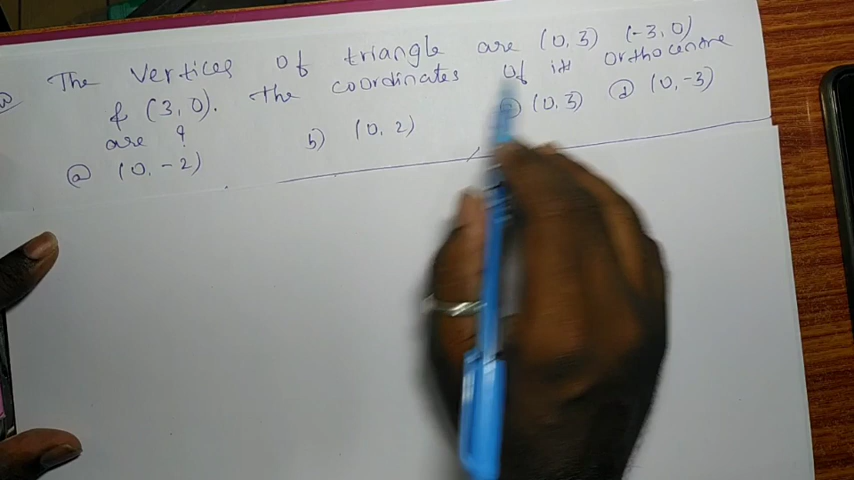 The vertices of triangle are (0,3) (-3,0)
& (3,0). The coordinates of its orthocentre
are ?
(a) (0,-2) b) (0,2) (0,3) (d) (0,-3)